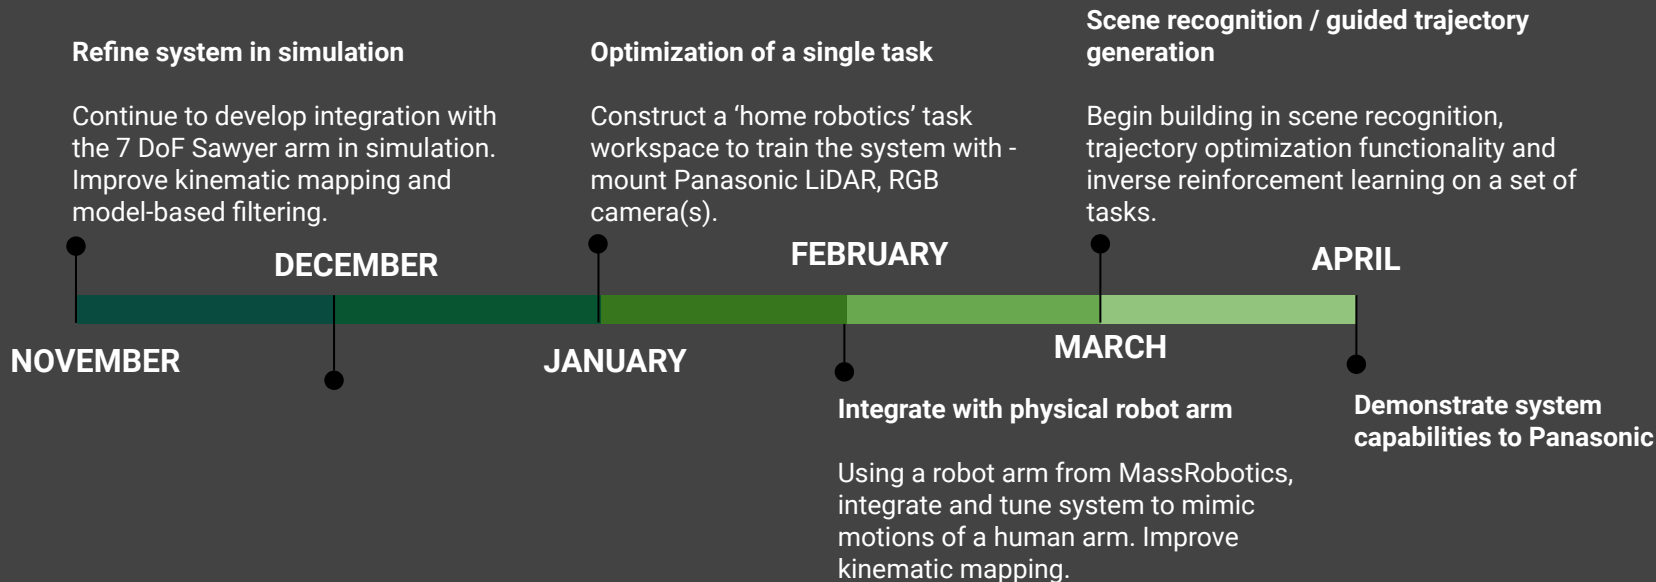 Refine system in simulation
Continue to develop integration with
the 7 DoF Sawyer arm in simulation.
Improve kinematic mapping and
model-based filtering.
Optimization of a single task
Construct a ‘home robotics’ task
workspace to train the system with -
mount Panasonic LiDAR, RGB
camera(s).
Scene recognition / guided trajectory
generation
Begin building in scene recognition,
trajectory optimization functionality and
inverse reinforcement learning on a set of
tasks.
DECEMBER
FEBRUARY
APRIL
NOVEMBER
JANUARY
MARCH
Integrate with physical robot arm
Using a robot arm from MassRobotics,
integrate and tune system to mimic
motions of a human arm. Improve
kinematic mapping.
Demonstrate system
capabilities to Panasonic